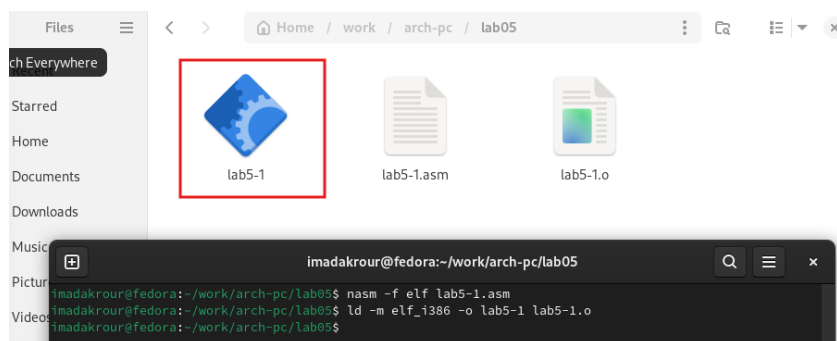 Files
Home / work / arch-pc / lab05
ch Everywhere
Recent
Starred
Home
Documents
Downloads
Music
Pictur
Videos
lab5-1
lab5-1.asm
lab5-1.o
imadakrour@fedora:~/work/arch-pc/lab05
imadakrour@fedora:~/work/arch-pc/lab05$ nasm -f elf lab5-1.asm
imadakrour@fedora:~/work/arch-pc/lab05$ ld -m elf_i386 -o lab5-1 lab5-1.o
imadakrour@fedora:~/work/arch-pc/lab05$